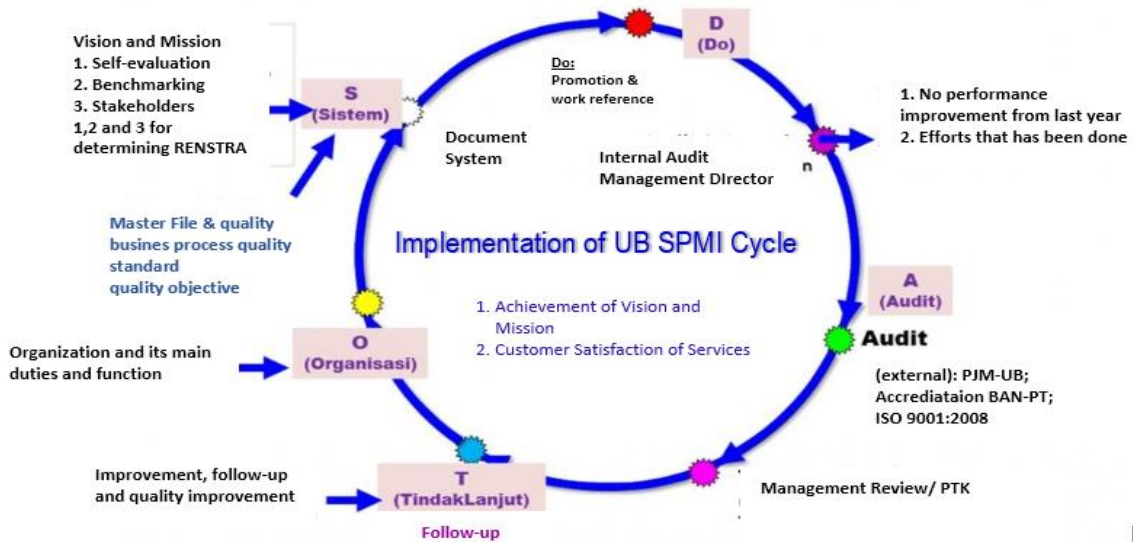 Vision and Mission
1. Self-evaluation
2. Benchmarking
3. Stakeholders
1,2 and 3 for
determining RENSTRA
S
(Sistem)
Master File & quality
busines process quality
standard
quality objective
D
(Do)
Do:
Promotion &
work reference
Document
System
Internal Audit
Management DIrector
n
1. No performance
improvement from last year
2. Efforts that has been done
Implementation of UB SPMI Cycle
1. Achievement of Vision and
Mission
2. Customer Satisfaction of Services
A
(Audit)
Audit
(external): PJM-UB;
Accrediataion BAN-PT;
ISO 9001:2008
O
(Organisasi)
Organization and its main
duties and function
Improvement, follow-up
and quality improvement
T
(TindakLanjut)
Follow-up
Management Review/ PTK